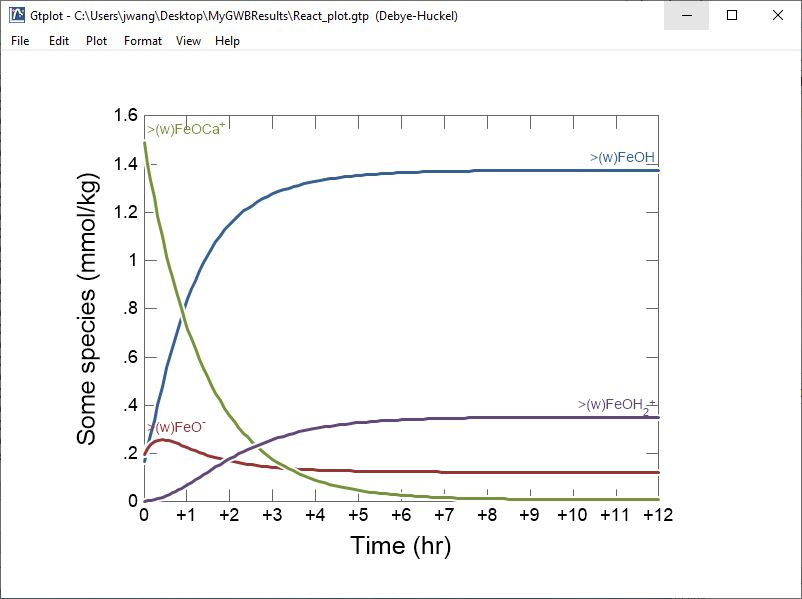 Gtplot - C:\Users\jwang\Desktop\MyGWBResults\React_plot.gtp (Debye-Huckel)
File Edit Plot Format View Help
1.6
>(w)FeOCa+
>(w)FeOH
1.4
1.2
1
.8
.6
>(w)FeOH2+
.4
>(w)FeO-
.2
0
0 +1 +2 +3 +4 +5 +6 +7 +8 +9 +10 +11 +12
Some species (mmol/kg)
Time (hr)